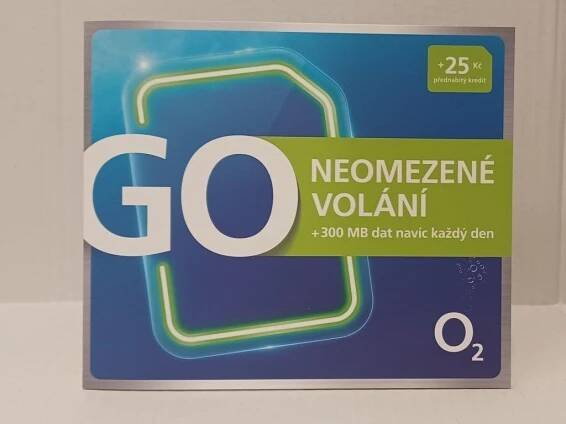 +25 Kč
přednabitý kredit
GO
NEOMEZENÉ
VOLÁNÍ
+300 MB dat navíc každý den
O2